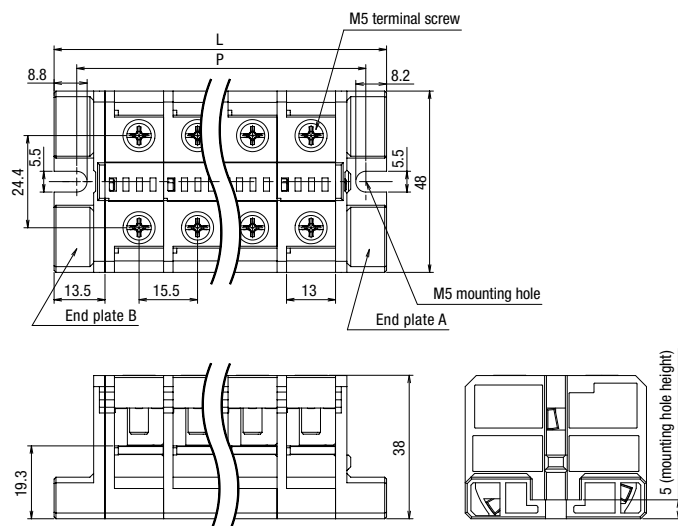 M5 terminal screw
L
P
8.8
8.2
5.5
24.4
5.5
48
13.5
15.5
13
M5 mounting hole
End plate B
End plate A
19.3
38
5 (mounting hole height)